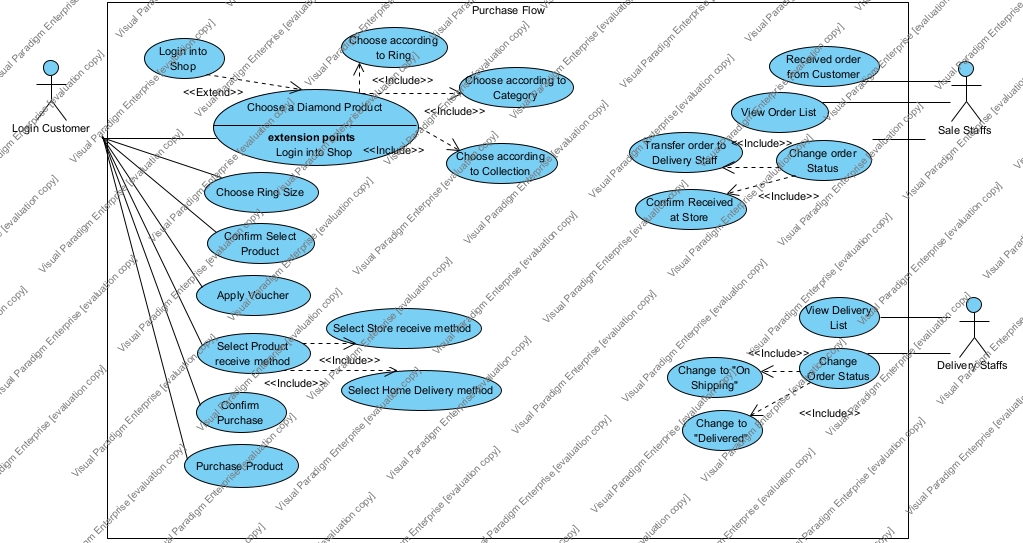 Purchase Flow
Login Customer
Login into
Shop
<<Extend>>
Choose a Diamond Product
extension points
Login into Shop
Choose according
to Ring
<<Include>>
Choose according to
Category
<<Include>>
<<Include>>
Choose according
to Collection
Choose Ring Size
Confirm Select
Product
Apply Voucher
Select Product
receive method
<<Include>>
Select Store receive method
<<Include>>
Select Home Delivery method
Confirm
Purchase
Purchase Product
Received order
from Customer
View Order List
Sale Staffs
Transfer order to
Delivery Staff
<<Include>>
Change order
Status
<<Include>>
Confirm Received
at Store
View Delivery
List
Delivery Staffs
<<Include>>
Change
Order Status
Change to "On
Shipping"
<<Include>>
Change to
"Delivered"
Visual Paradigm Enterprise [evaluation copy]